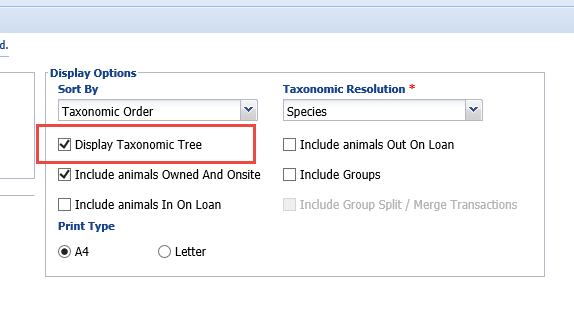 d.
Display Options
Sort By Taxonomic Resolution *
Taxonomic Order Species
Display Taxonomic Tree Include animals Out On Loan
Include animals Owned And Onsite Include Groups
Include animals In On Loan Include Group Split / Merge Transactions
Print Type
A4 Letter